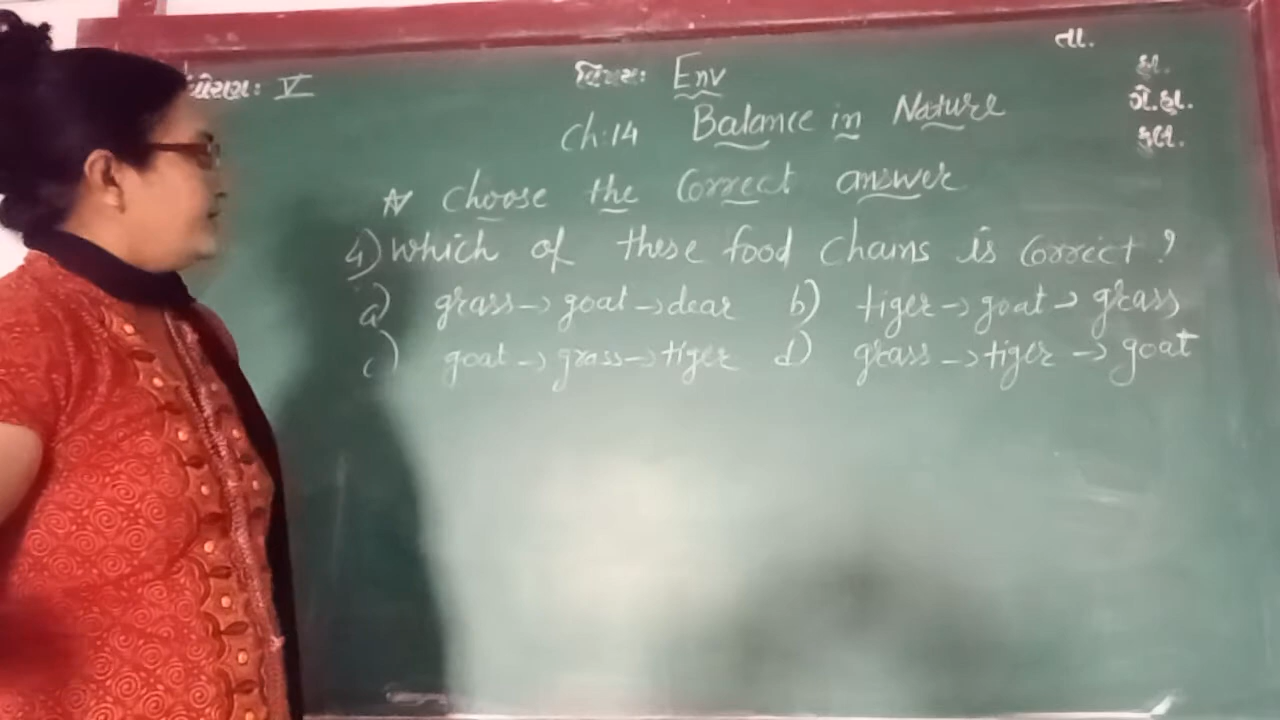 ધોરણ: V
વિષય: Env
તા.
હા.
ગે.હા.
કુલ.
Ch:14 Balance in Nature
☆ Choose the Correct answer
4) which of these food chains is Correct ?
a) grass → goat → dear b) tiger → goat → grass
c) goat → grass → tiger d) grass → tiger → goat